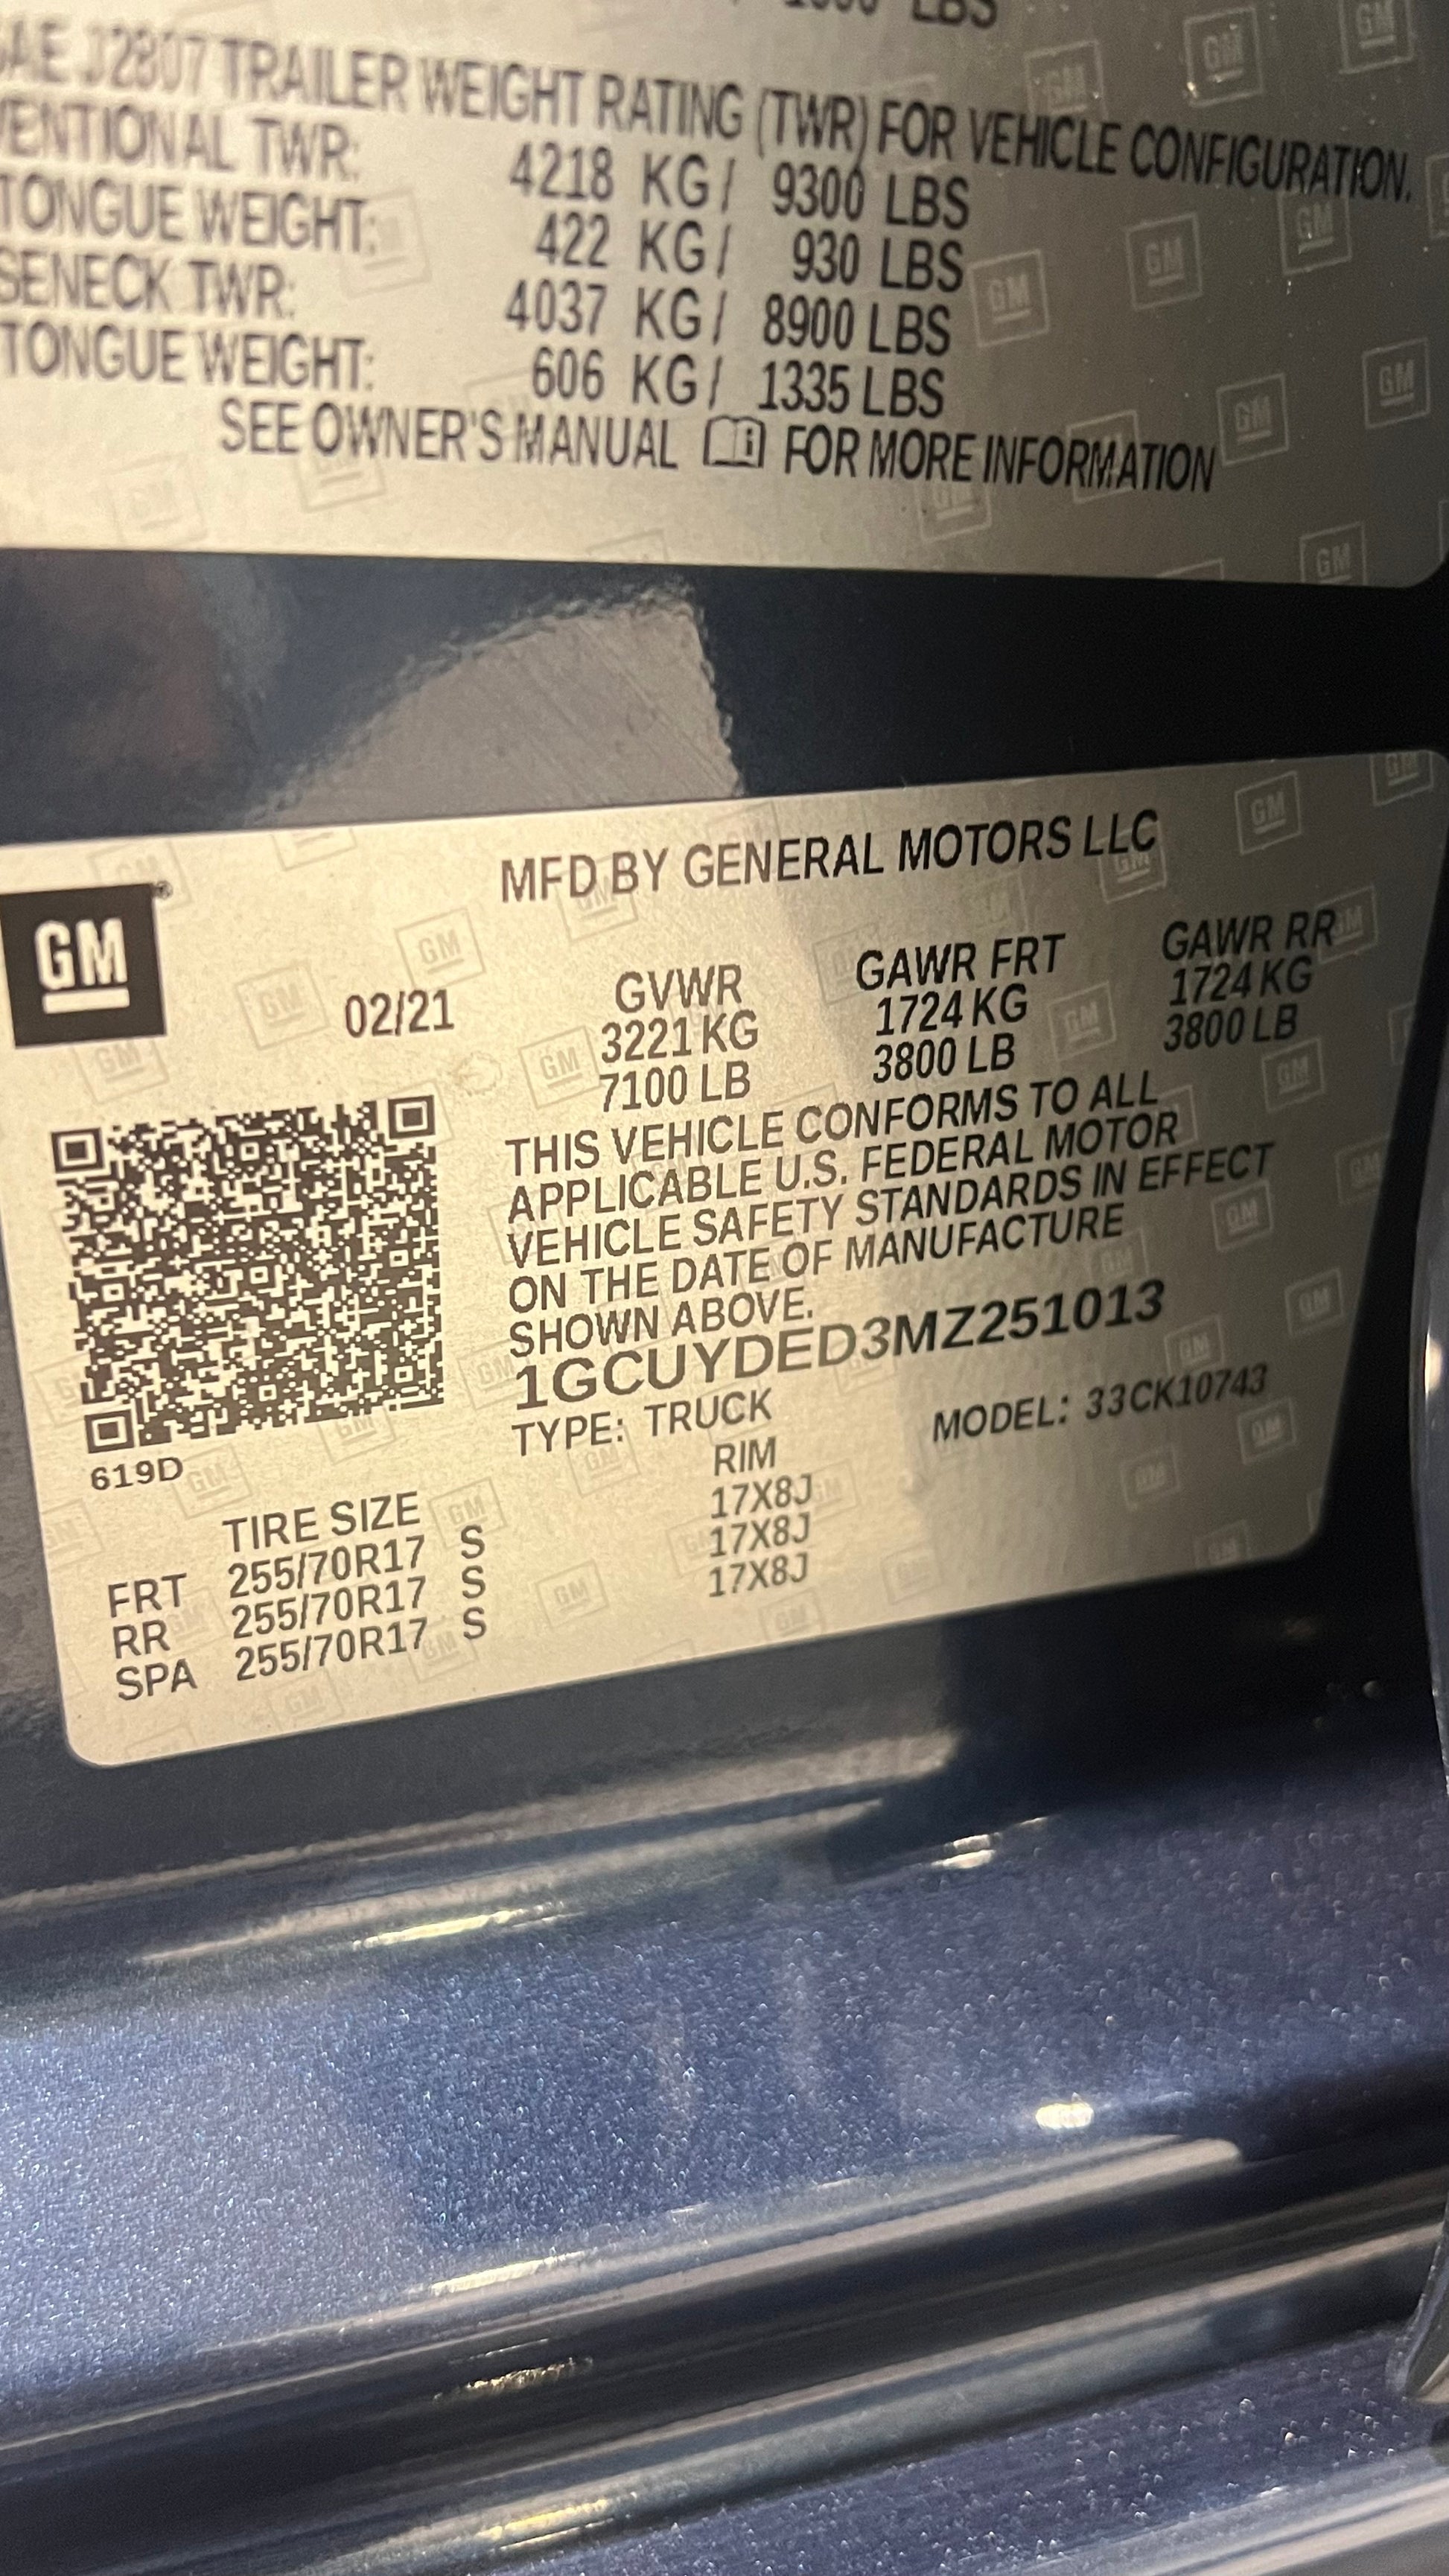 LBS
SAE J2807 TRAILER WEIGHT RATING (TWR) FOR VEHICLE CONFIGURATION.
VENTIONAL TWR: 4218 KG / 9300 LBS
TONGUE WEIGHT: 422 KG / 930 LBS
SENECK TWR: 4037 KG / 8900 LBS
TONGUE WEIGHT: 606 KG / 1335 LBS
SEE OWNER'S MANUAL FOR MORE INFORMATION
MFD BY GENERAL MOTORS LLC
GM®
02/21
GVWR GAWR FRT GAWR RR
3221 KG 1724 KG 1724 KG
7100 LB 3800 LB 3800 LB
THIS VEHICLE CONFORMS TO ALL
APPLICABLE U.S. FEDERAL MOTOR
VEHICLE SAFETY STANDARDS IN EFFECT
ON THE DATE OF MANUFACTURE
SHOWN ABOVE.
1GCUYDED3MZ251013
TYPE: TRUCK MODEL: 33CK10743
619D
TIRE SIZE RIM
FRT 255/70R17 S 17X8J
RR 255/70R17 S 17X8J
SPA 255/70R17 S 17X8J